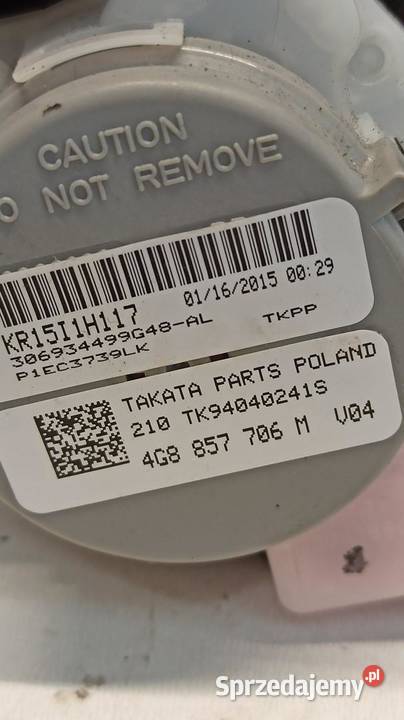 CAUTION
O NOT REMOVE
KR15I1H117
01/16/2015 00:29
306934499G48-AL
TKPP
P1EC3739LK
TAKATA PARTS POLAND
210 TK94040241S
4G8 857 706 M V04
Sprzedajemy.pl